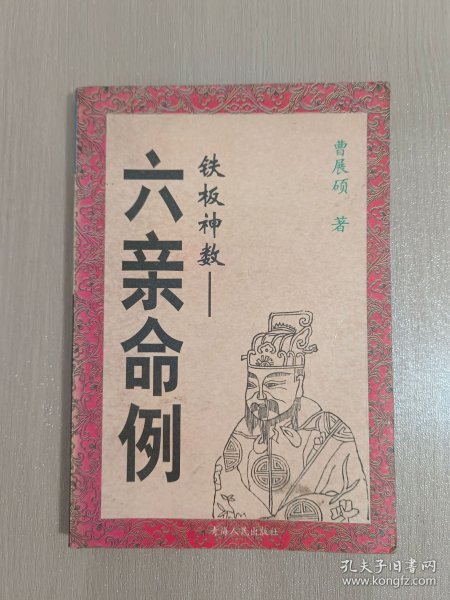 曹展硕 著
铁板神数——
六亲命例
青海人民出版社
孔夫子旧书网
www.kongfz.com